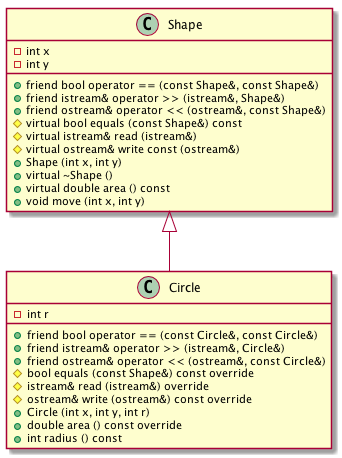 C Shape
int x
int y
friend bool operator == (const Shape&, const Shape&)
friend istream& operator >> (istream&, Shape&)
friend ostream& operator << (ostream&, const Shape&)
virtual bool equals (const Shape&) const
virtual istream& read (istream&)
virtual ostream& write const (ostream&)
Shape (int x, int y)
virtual ~Shape ()
virtual double area () const
void move (int x, int y)
C Circle
int r
friend bool operator == (const Circle&, const Circle&)
friend istream& operator >> (istream&, Circle&)
friend ostream& operator << (ostream&, const Circle&)
bool equals (const Shape&) const override
istream& read (istream&) override
ostream& write (ostream&) const override
Circle (int x, int y, int r)
double area () const override
int radius () const